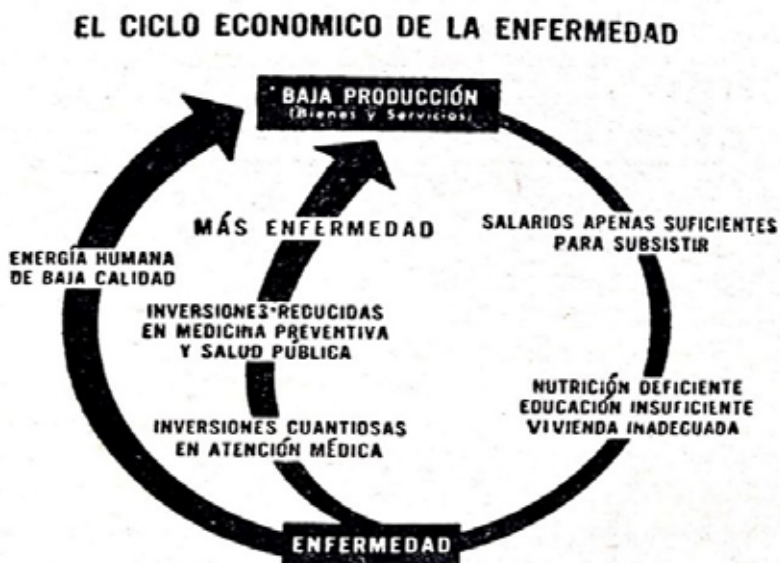 EL CICLO ECONOMICO DE LA ENFERMEDAD
BAJA PRODUCCIÓN
(Bienes y Servicios)
MÁS ENFERMEDAD
SALARIOS APENAS SUFICIENTES
PARA SUBSISTIR
ENERGÍA HUMANA
DE BAJA CALIDAD
INVERSIONES REDUCIDAS
EN MEDICINA PREVENTIVA
Y SALUD PÚBLICA
NUTRICIÓN DEFICIENTE
EDUCACIÓN INSUFICIENTE
VIVIENDA INADECUADA
INVERSIONES CUANTIOSAS
EN ATENCIÓN MÉDICA
ENFERMEDAD